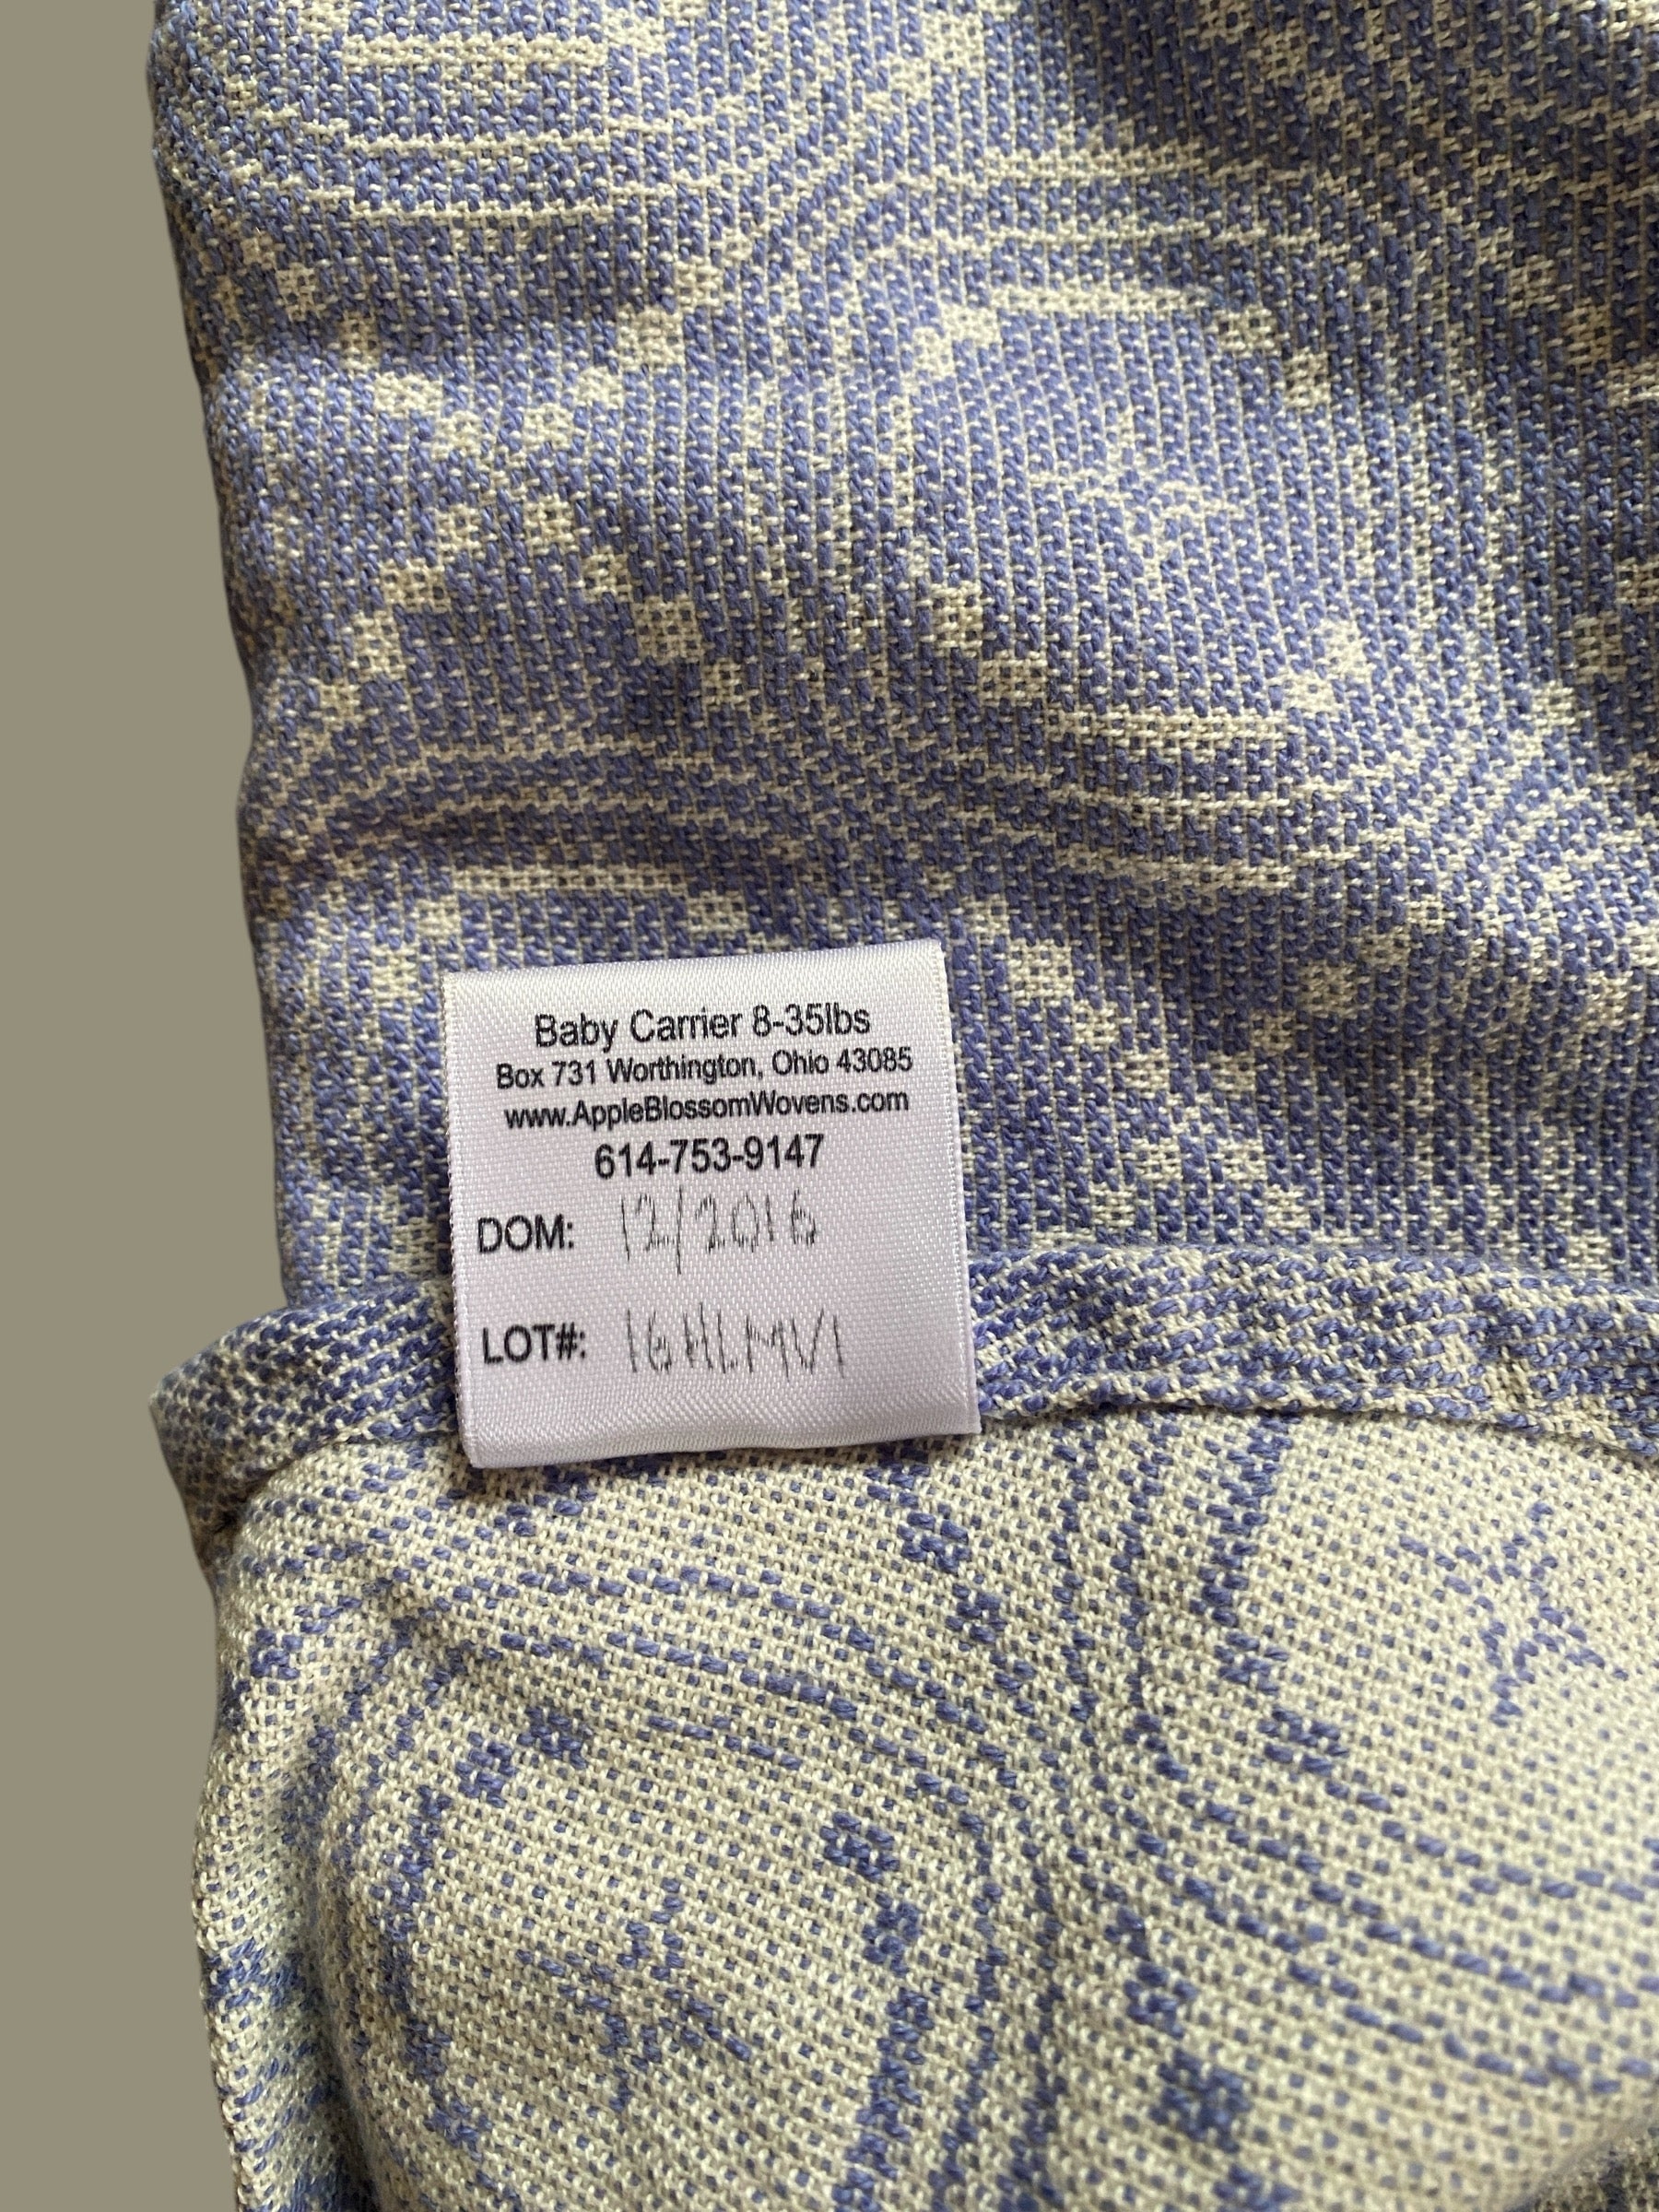 Baby Carrier 8-35lbs
Box 731 Worthington, Ohio 43085
www.AppleBlossomWovens.com
614-753-9147
DOM: 12/2016
LOT#: 16HLMV1